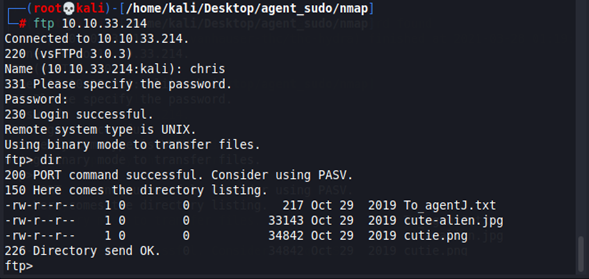 ┌──(root💀kali)-[/home/kali/Desktop/agent_sudo/nmap]
└─# ftp 10.10.33.214
Connected to 10.10.33.214.
220 (vsFTPd 3.0.3)
Name (10.10.33.214:kali): chris
331 Please specify the password.
Password:
230 Login successful.
Remote system type is UNIX.
Using binary mode to transfer files.
ftp> dir
200 PORT command successful. Consider using PASV.
150 Here comes the directory listing.
-rw-r--r--    1 0        0             217 Oct 29  2019 To_agentJ.txt
-rw-r--r--    1 0        0           33143 Oct 29  2019 cute-alien.jpg
-rw-r--r--    1 0        0           34842 Oct 29  2019 cutie.png
226 Directory send OK.
ftp>